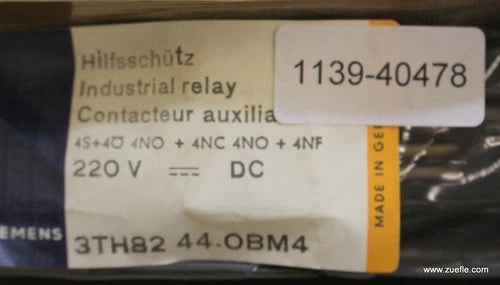 Hilfsschütz
Industrial relay
Contacteur auxilia
4S+4Ö 4NO + 4NC 4NO + 4NF
220 V ⎓ DC
EMENS
3TH82 44-0BM4
1139-40478
MADE IN GER
www.zuefle.com